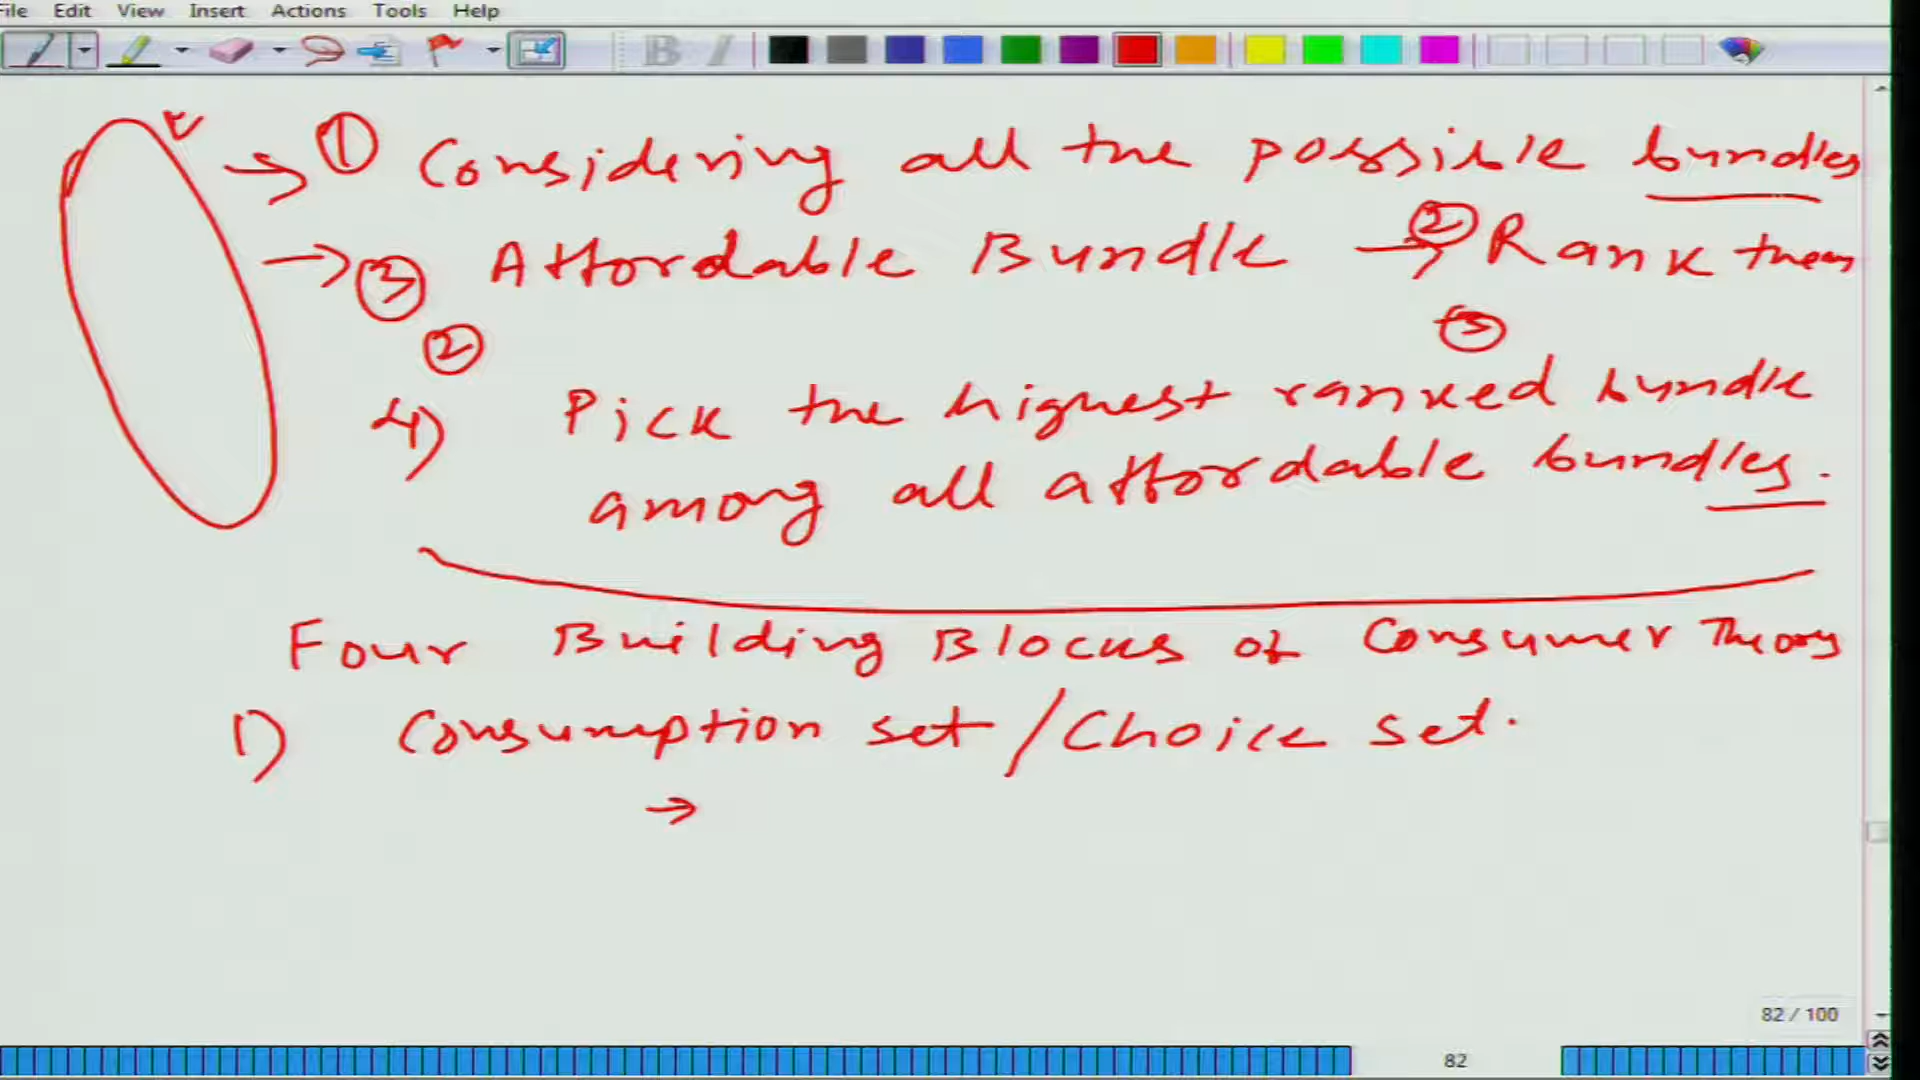 File Edit View Insert Actions Tools Help
B I
→ ① Considering all the possible bundles
→ ③ Affordable Bundle → ② Rank them
② ③
4) Pick the highest ranked bundle
among all affordable bundles.
Four Building Blocks of Consumer Theory
1) Consumption set / Choice set.
→
82 / 100
82